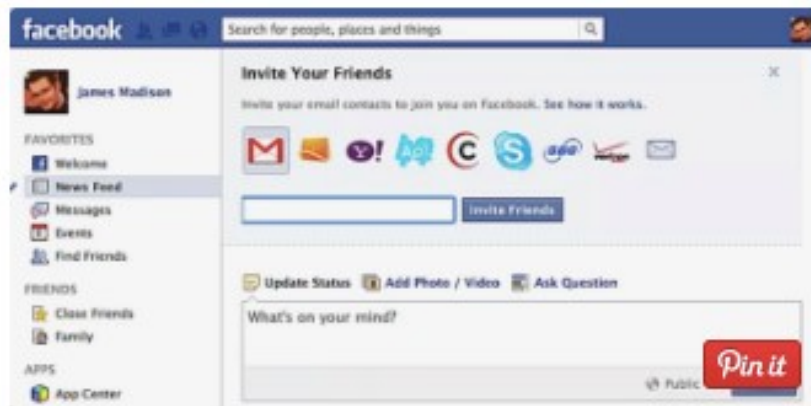 facebook
Search for people, places and things
James Madison
FAVORITES
Welcome
News Feed
Messages
Events
Find Friends
FRIENDS
Close Friends
Family
APPS
App Center
Invite Your Friends
Invite your email contacts to join you on Facebook. See how it works.
Y!
Invite Friends
Update Status Add Photo / Video Ask Question
What's on your mind?
Public
Pin it